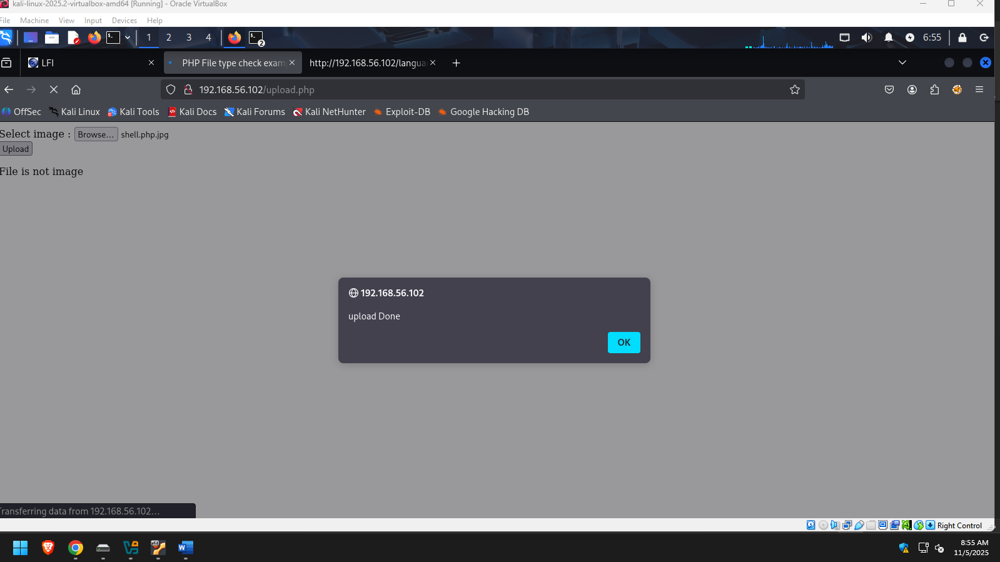 kali-linux-2025.2-virtualbox-amd64 [Running] - Oracle VirtualBox
File Machine View Input Devices Help
1 2 3 4 2 6:55
LFI PHP File type check exam http://192.168.56.102/langua
192.168.56.102/upload.php
OffSec Kali Linux Kali Tools Kali Docs Kali Forums Kali NetHunter Exploit-DB Google Hacking DB
Select image : Browse... shell.php.jpg
Upload
File is not image
192.168.56.102
upload Done
OK
Transferring data from 192.168.56.102...
Right Control
8:55 AM
11/5/2025